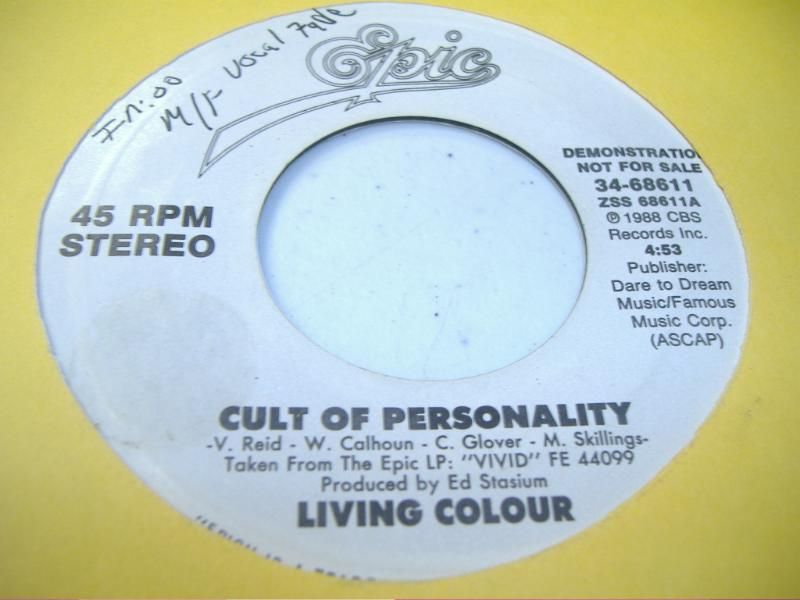 In: 00
M/F Vocal Fade
Epic
45 RPM
STEREO
DEMONSTRATION
NOT FOR SALE
34-68611
ZSS 68611A
℗ 1988 CBS
Records Inc.
4:53
Publisher:
Dare to Dream
Music/Famous
Music Corp.
(ASCAP)
CULT OF PERSONALITY
-V. Reid - W. Calhoun - C. Glover - M. Skillings-
Taken From The Epic LP: "VIVID" FE 44099
Produced by Ed Stasium
LIVING COLOUR